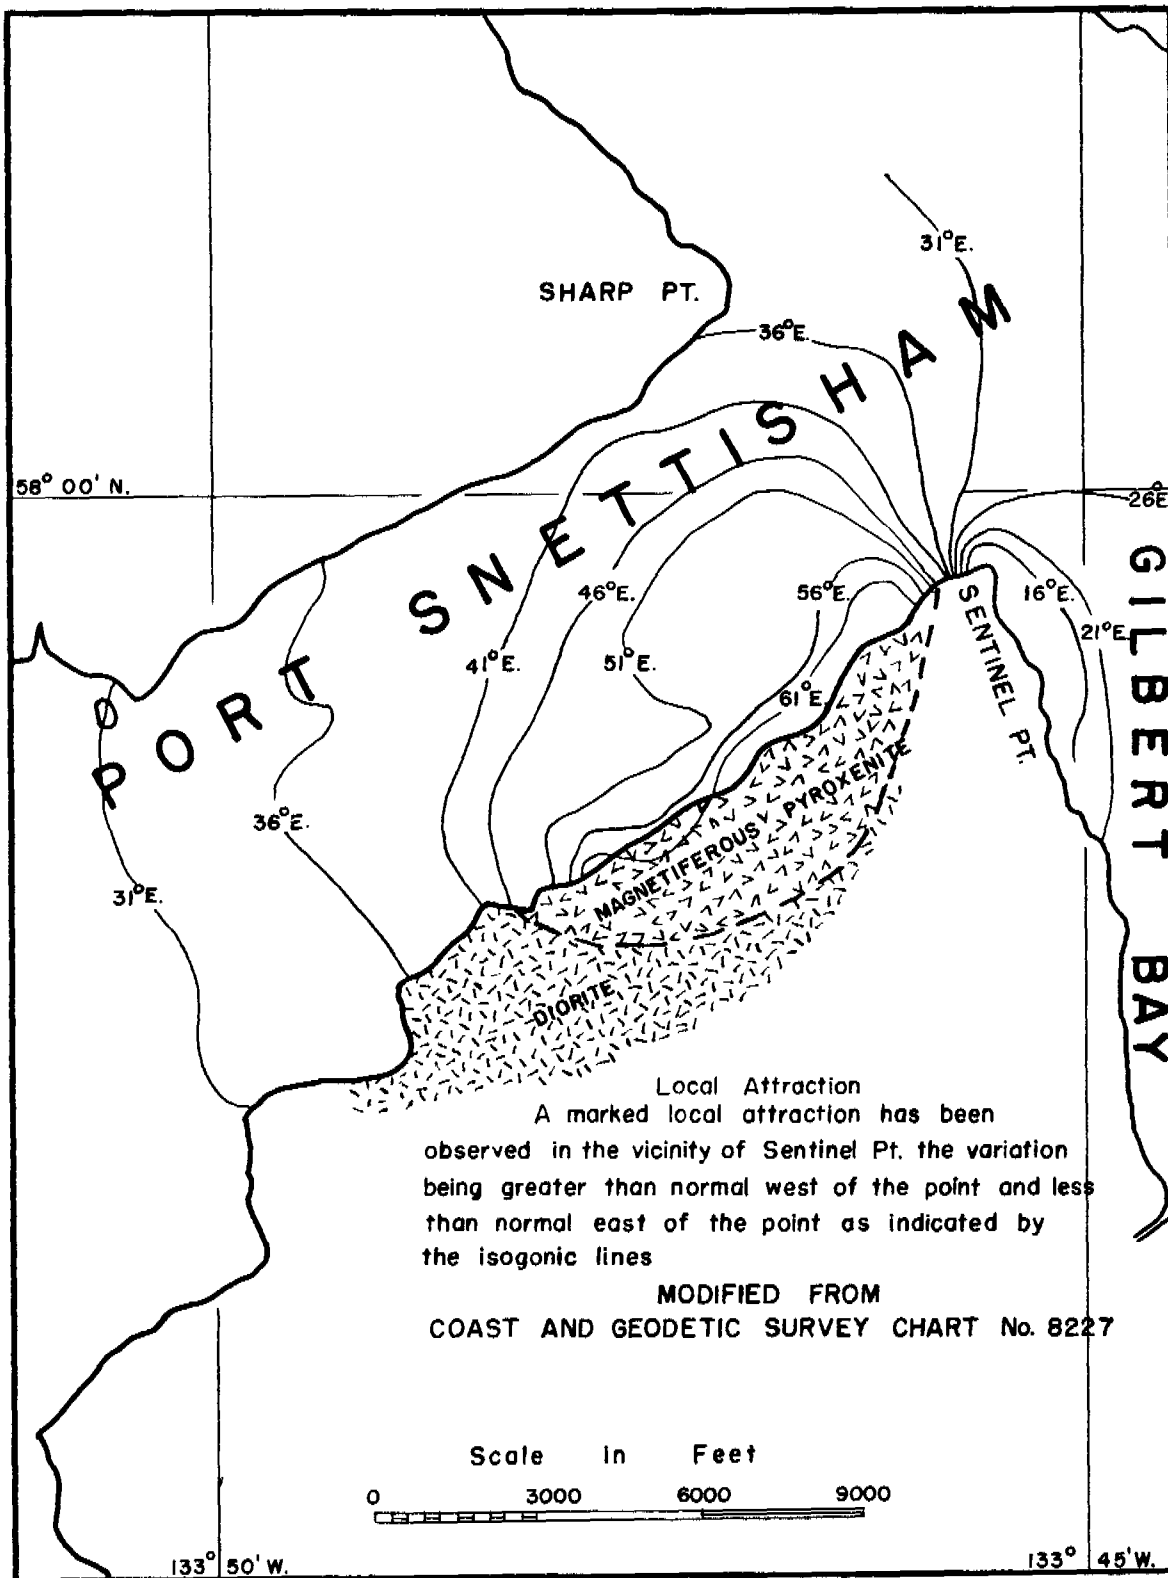 31°E.
SHARP PT.
36°E.
PORT SNETTISHAM
58° 00' N.
26°E
46°E.
56°E.
16°E.
21°E
41°E.
51°E.
61°E.
SENTINEL PT.
GILBERT BAY
36°E.
31°E.
MAGNETIFEROUS PYROXENITE
DIORITE
Local Attraction
A marked local attraction has been
observed in the vicinity of Sentinel Pt. the variation
being greater than normal west of the point and less
than normal east of the point as indicated by
the isogonic lines
MODIFIED FROM
COAST AND GEODETIC SURVEY CHART No. 8227
Scale In Feet
0 3000 6000 9000
133° 50' W. 133° 45' W.